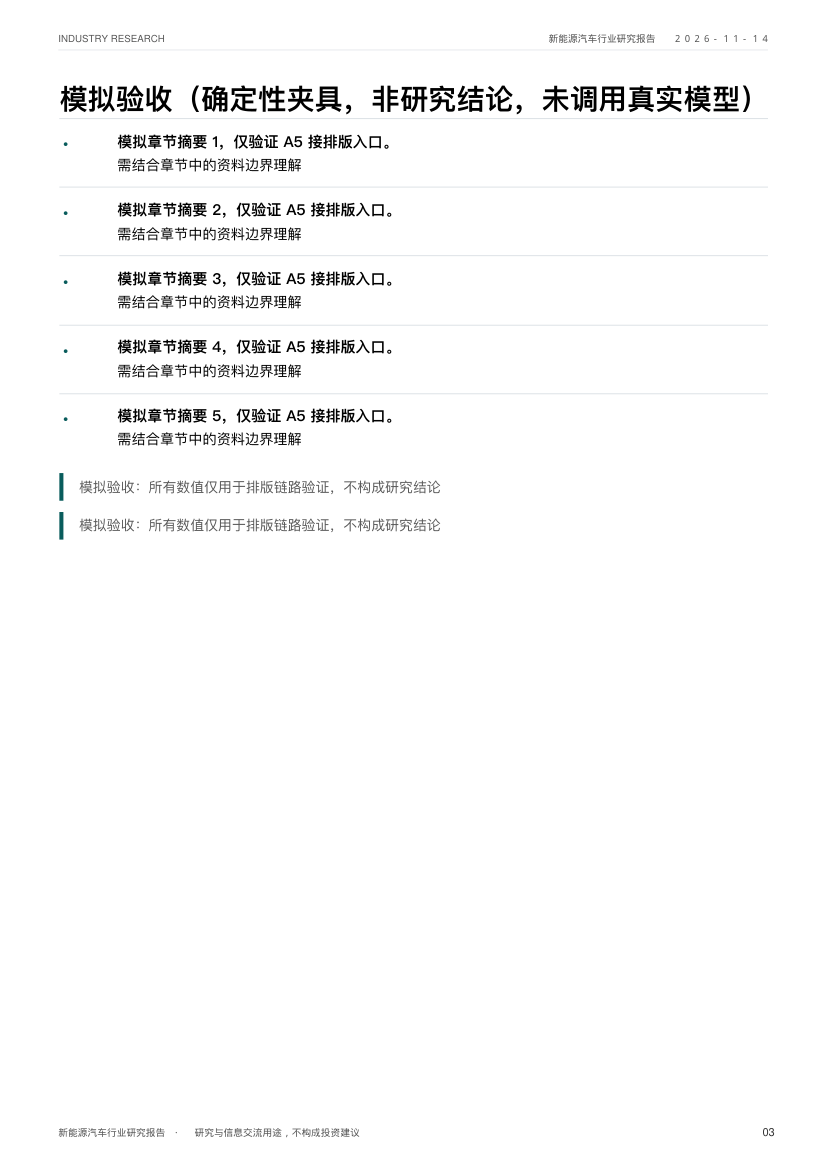 INDUSTRY RESEARCH 新能源汽车行业研究报告 2026-11-14
模拟验收（确定性夹具，非研究结论，未调用真实模型）
• 模拟章节摘要 1，仅验证 A5 接排版入口。
需结合章节中的资料边界理解
• 模拟章节摘要 2，仅验证 A5 接排版入口。
需结合章节中的资料边界理解
• 模拟章节摘要 3，仅验证 A5 接排版入口。
需结合章节中的资料边界理解
• 模拟章节摘要 4，仅验证 A5 接排版入口。
需结合章节中的资料边界理解
• 模拟章节摘要 5，仅验证 A5 接排版入口。
需结合章节中的资料边界理解
模拟验收：所有数值仅用于排版链路验证，不构成研究结论
模拟验收：所有数值仅用于排版链路验证，不构成研究结论
新能源汽车行业研究报告 · 研究与信息交流用途，不构成投资建议 03